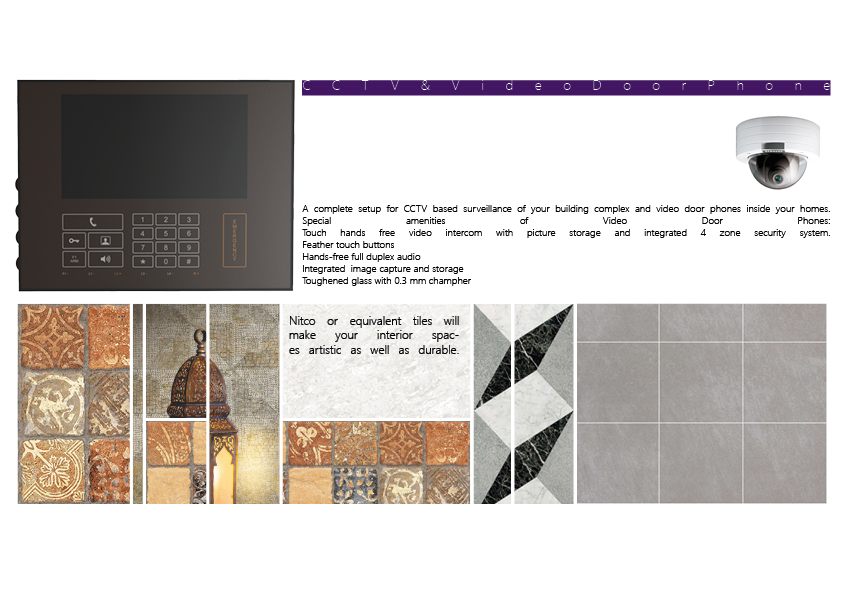 CCTV&VideoDoorPhone
A complete setup for CCTV based surveillance of your building complex and video door phones inside your homes.
Special amenities of Video Door Phones:
Touch hands free video intercom with picture storage and integrated 4 zone security system.
Feather touch buttons
Hands-free full duplex audio
Integrated image capture and storage
Toughened glass with 0.3 mm champher
1 2 3
4 5 6
7 8 9
* 0 #
EMERGENCY
Nitco or equivalent tiles will
make your interior spac-
es artistic as well as durable.